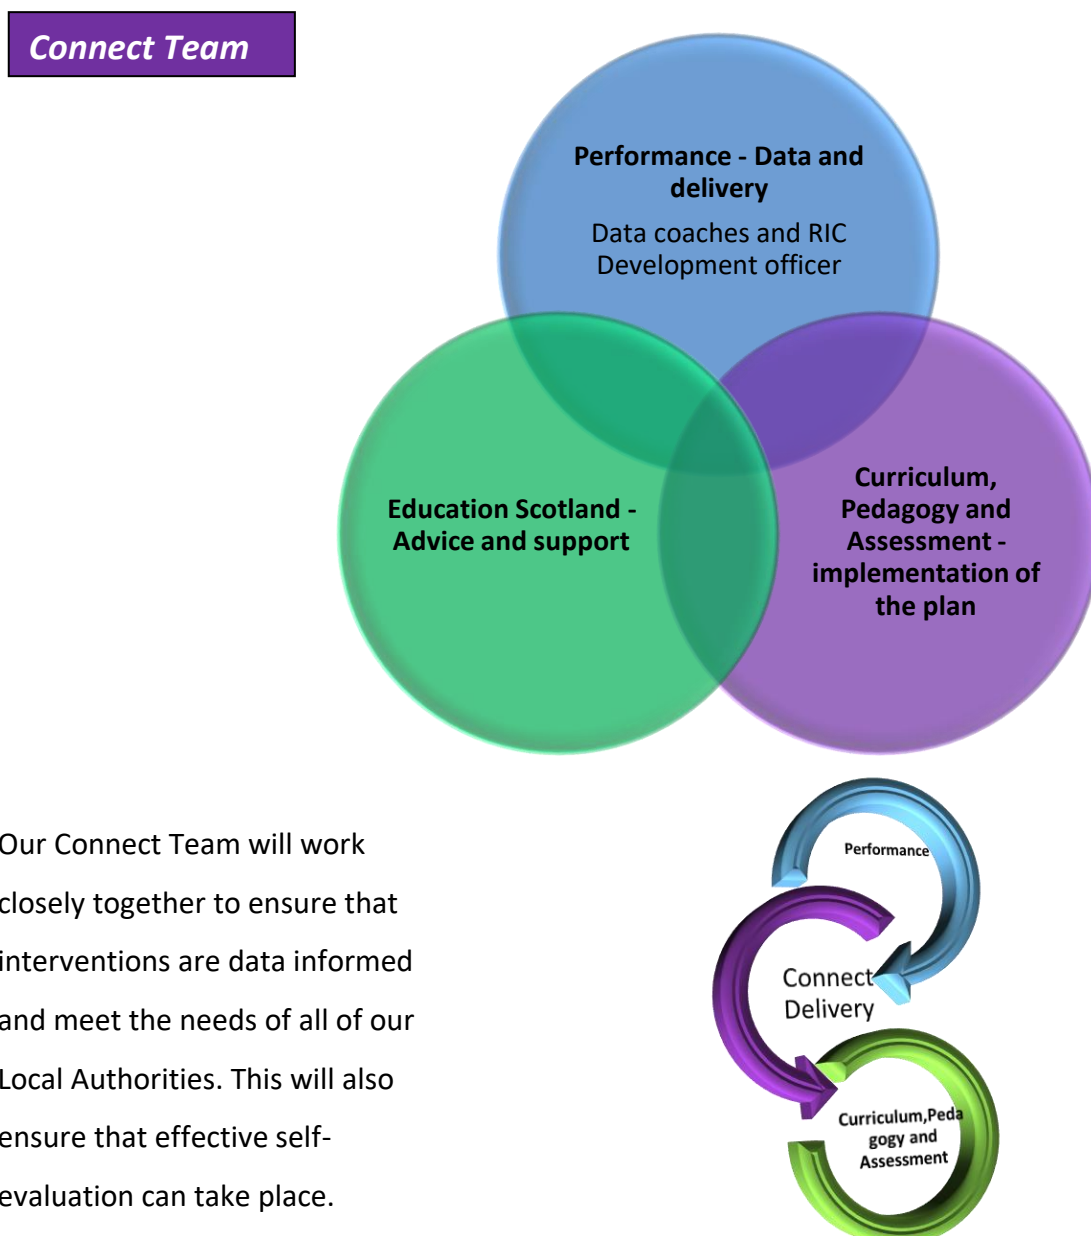 Connect Team
Performance - Data and
delivery
Data coaches and RIC
Development officer
Education Scotland -
Advice and support
Curriculum,
Pedagogy and
Assessment -
implementation of
the plan
Our Connect Team will work
closely together to ensure that
interventions are data informed
and meet the needs of all of our
Local Authorities. This will also
ensure that effective self-
evaluation can take place.
Performance
Connect
Delivery
Curriculum,Peda
gogy and
Assessment